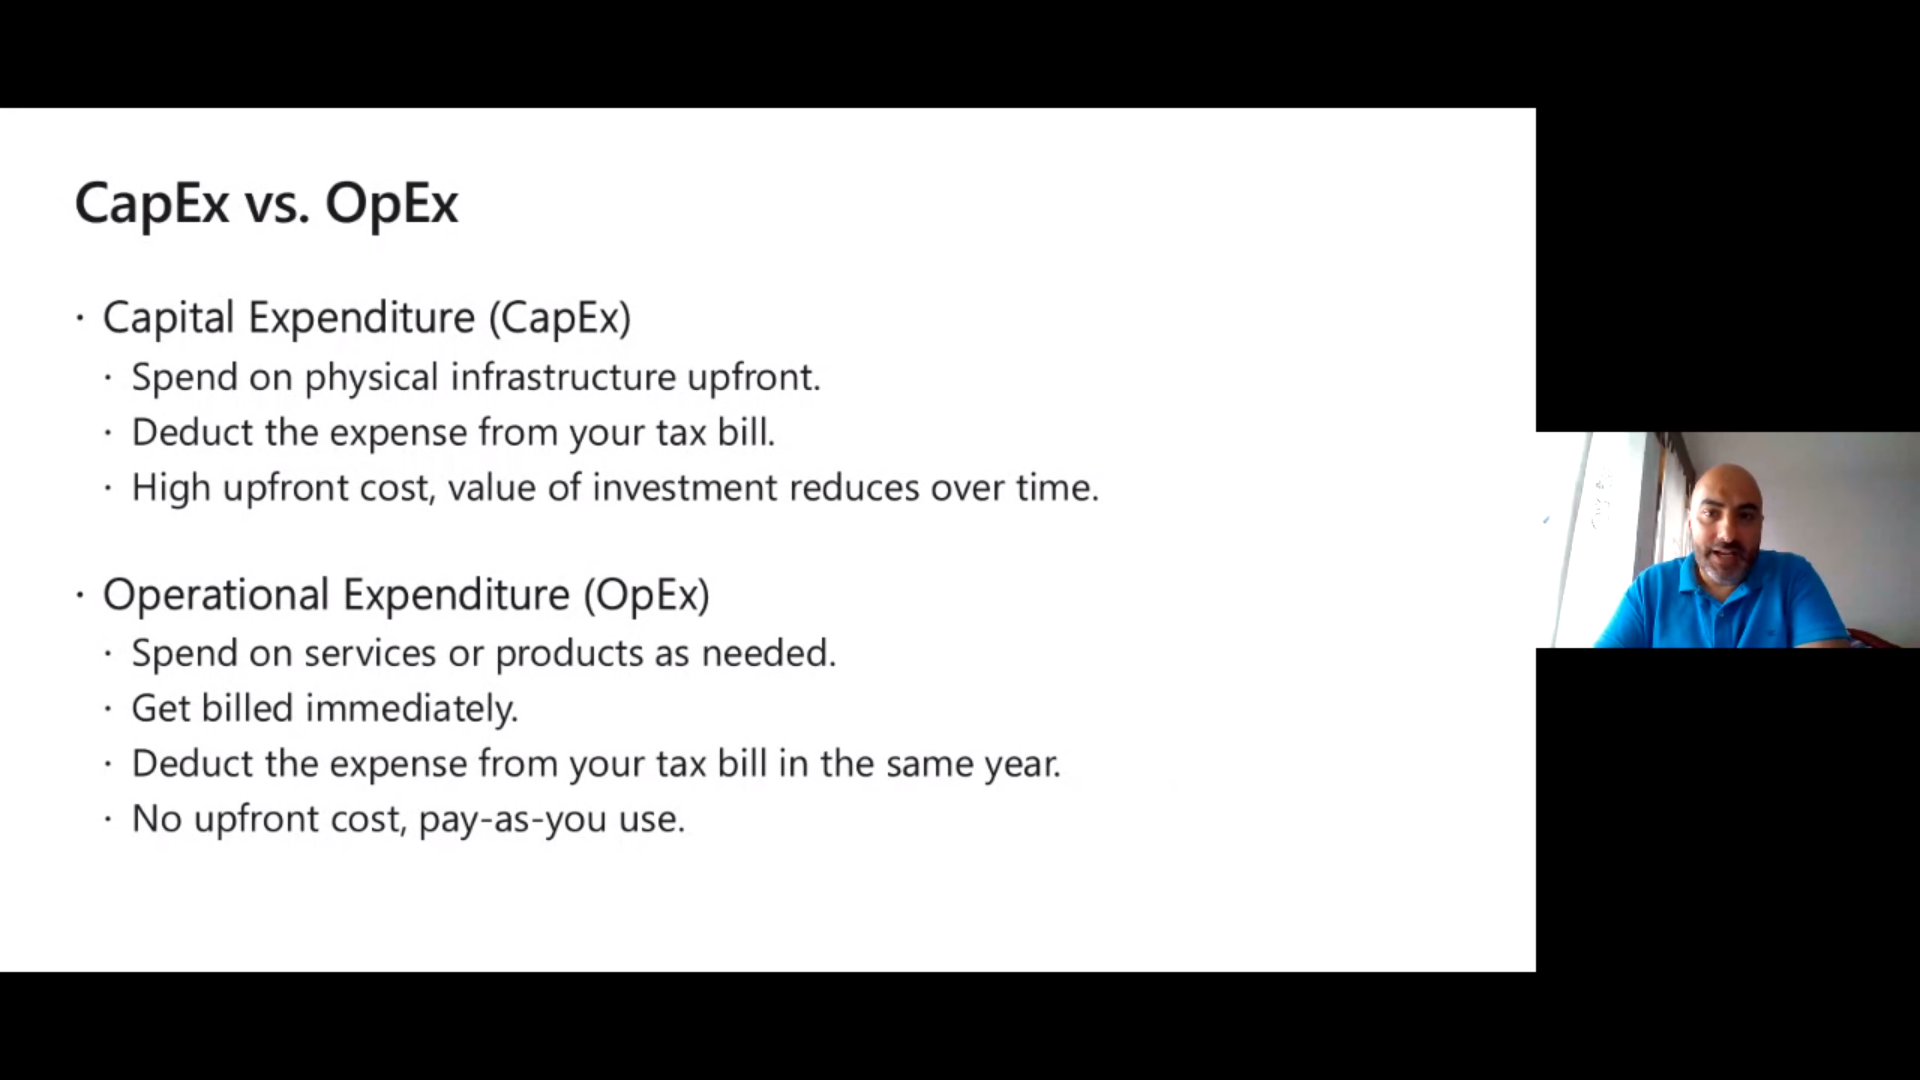 CapEx vs. OpEx
· Capital Expenditure (CapEx)
· Spend on physical infrastructure upfront.
· Deduct the expense from your tax bill.
· High upfront cost, value of investment reduces over time.
· Operational Expenditure (OpEx)
· Spend on services or products as needed.
· Get billed immediately.
· Deduct the expense from your tax bill in the same year.
· No upfront cost, pay-as-you use.